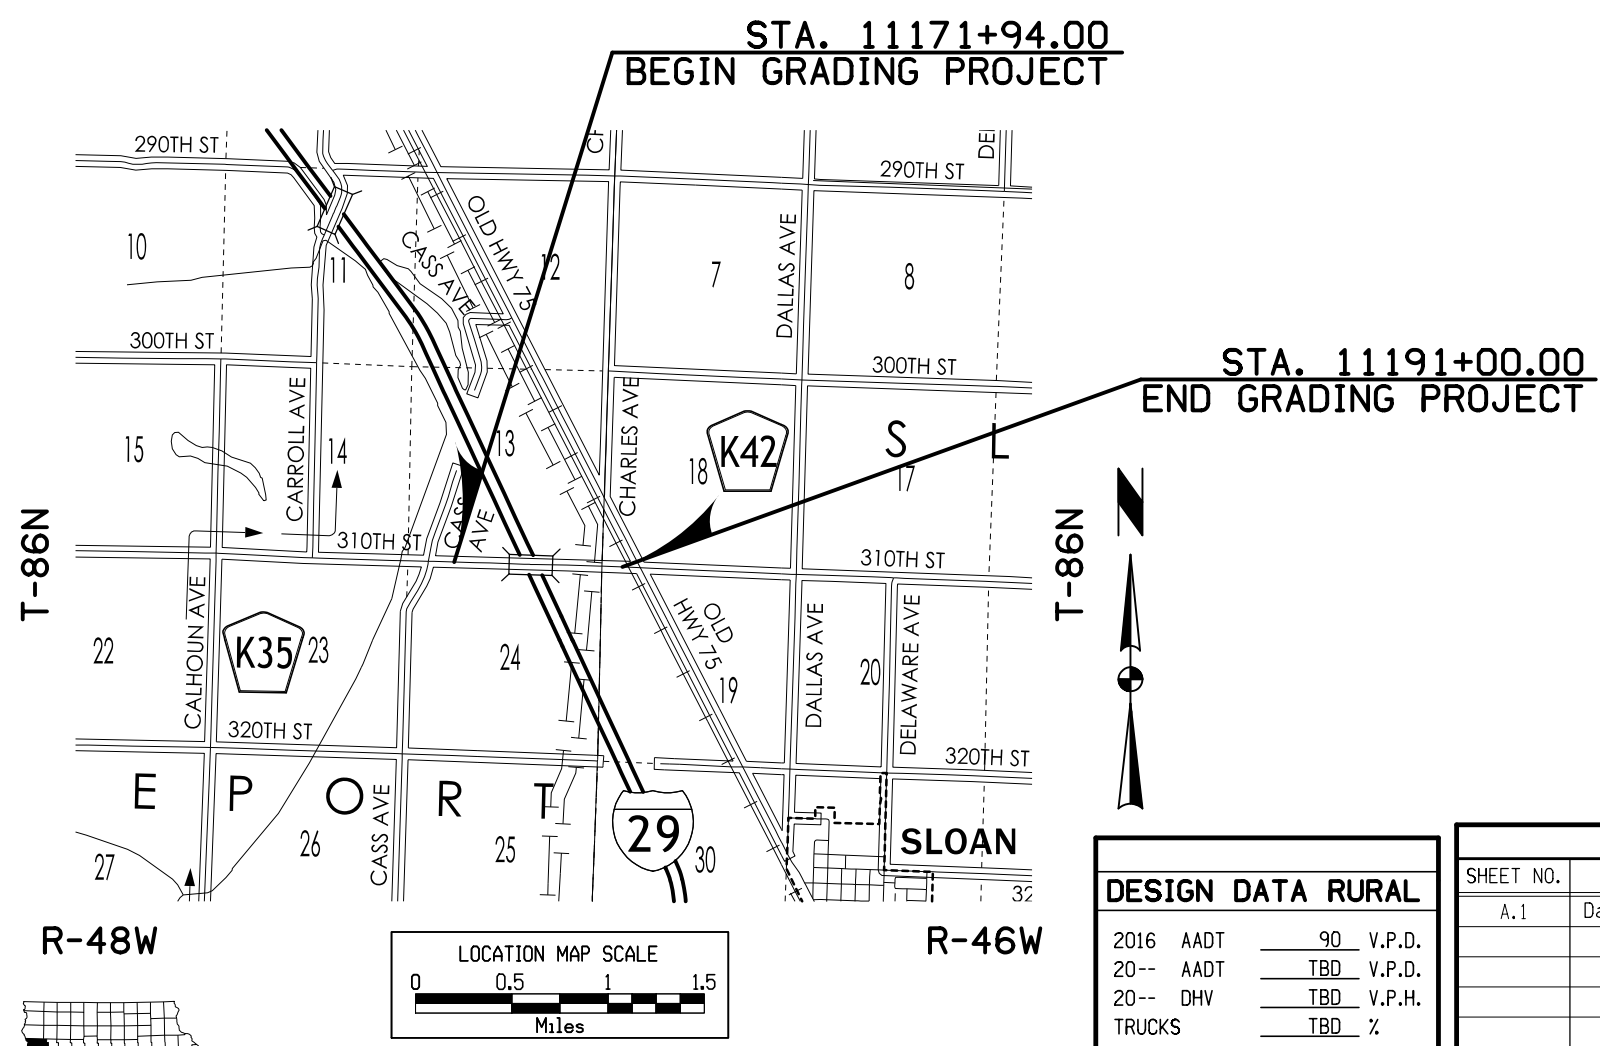 STA. 11171+94.00
BEGIN GRADING PROJECT
290TH ST
290TH ST
OLD HWY 75
CASS AVE
DALLAS AVE
10
11
12
7
8
300TH ST
300TH ST
STA. 11191+00.00
END GRADING PROJECT
CARROLL AVE
CHARLES AVE
15
14
13
18
K42
S L
17
T-86N
T-86N
CASS
AVE
310TH ST
310TH ST
CALHOUN AVE
K35
22
23
24
OLD
HWY 75
19
DALLAS AVE
20
DELAWARE AVE
320TH ST
320TH ST
E P O R T
CASS AVE
27
26
25
29
30
SLOAN
32
R-48W
R-46W
LOCATION MAP SCALE
0 0.5 1 1.5
Miles
DESIGN DATA RURAL
2016 AADT 90 V.P.D.
20-- AADT TBD V.P.D.
20-- DHV TBD V.P.H.
TRUCKS TBD %
SHEET NO.
A.1